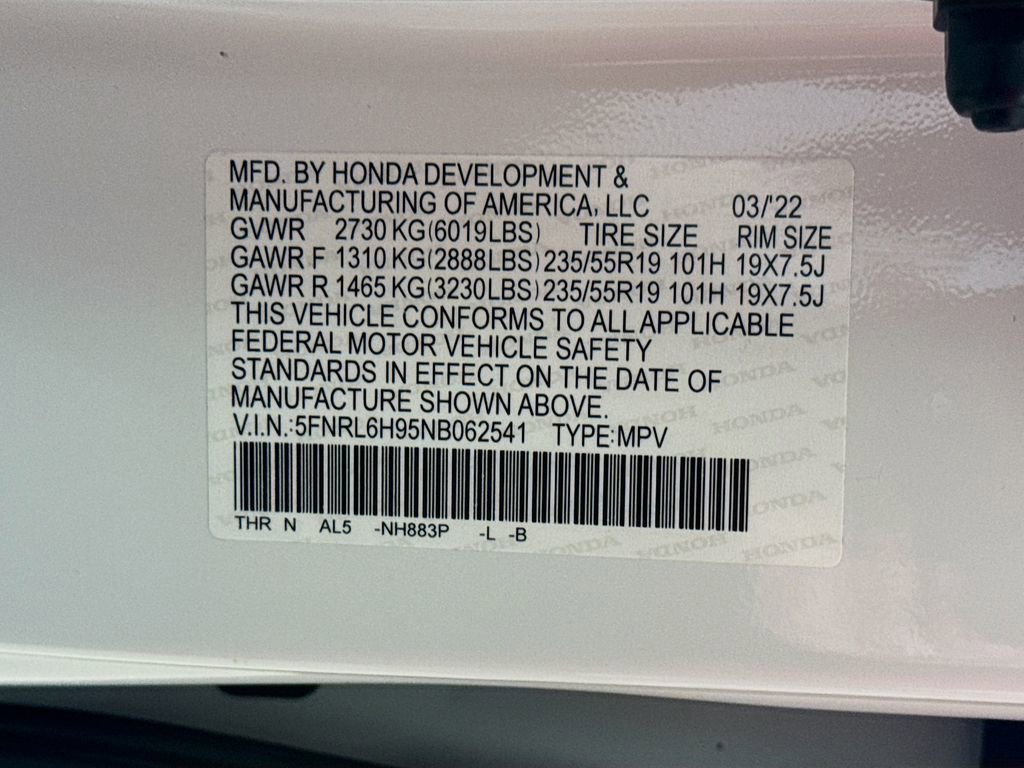 MFD. BY HONDA DEVELOPMENT &
MANUFACTURING OF AMERICA, LLC 03/'22
GVWR 2730 KG(6019LBS) TIRE SIZE RIM SIZE
GAWR F 1310 KG(2888LBS) 235/55R19 101H 19X7.5J
GAWR R 1465 KG(3230LBS) 235/55R19 101H 19X7.5J
THIS VEHICLE CONFORMS TO ALL APPLICABLE
FEDERAL MOTOR VEHICLE SAFETY
STANDARDS IN EFFECT ON THE DATE OF
MANUFACTURE SHOWN ABOVE.
V.I.N.:5FNRL6H95NB062541 TYPE:MPV
THR N AL5 -NH883P -L -B